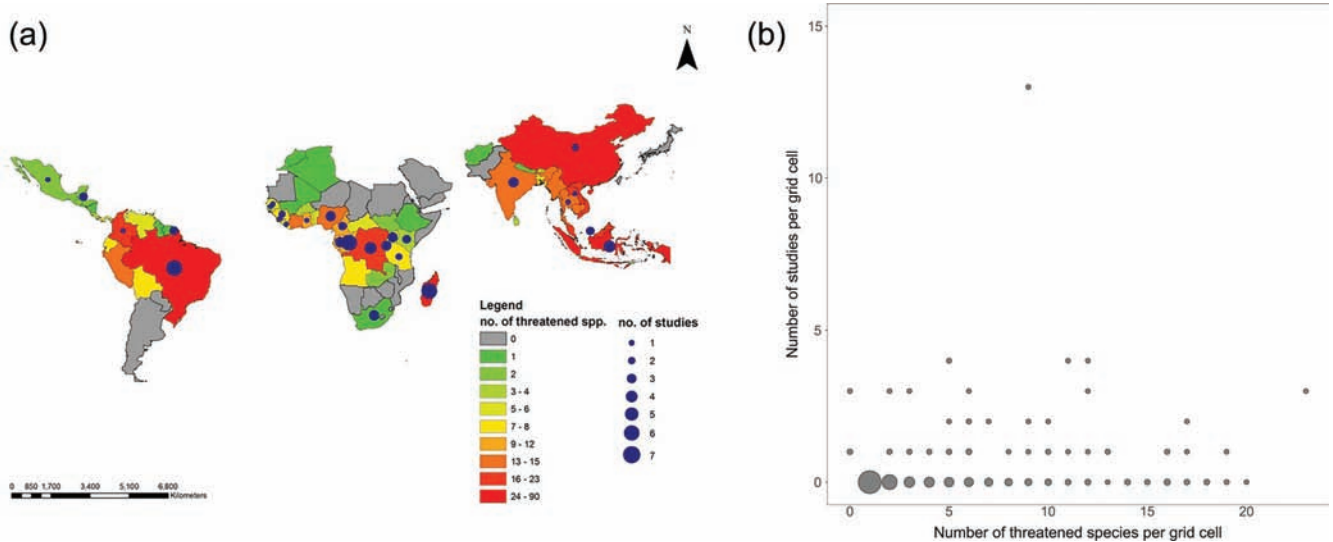 (a)
N
Legend
no. of threatened spp.
0
1
2
3 - 4
5 - 6
7 - 8
9 - 12
13 - 15
16 - 23
24 - 90
no. of studies
1
2
3
4
5
6
7
0 850 1,700 3,400 5,100 6,800
Kilometers
(b)
Number of studies per grid cell
15
10
5
0
0 5 10 15 20
Number of threatened species per grid cell